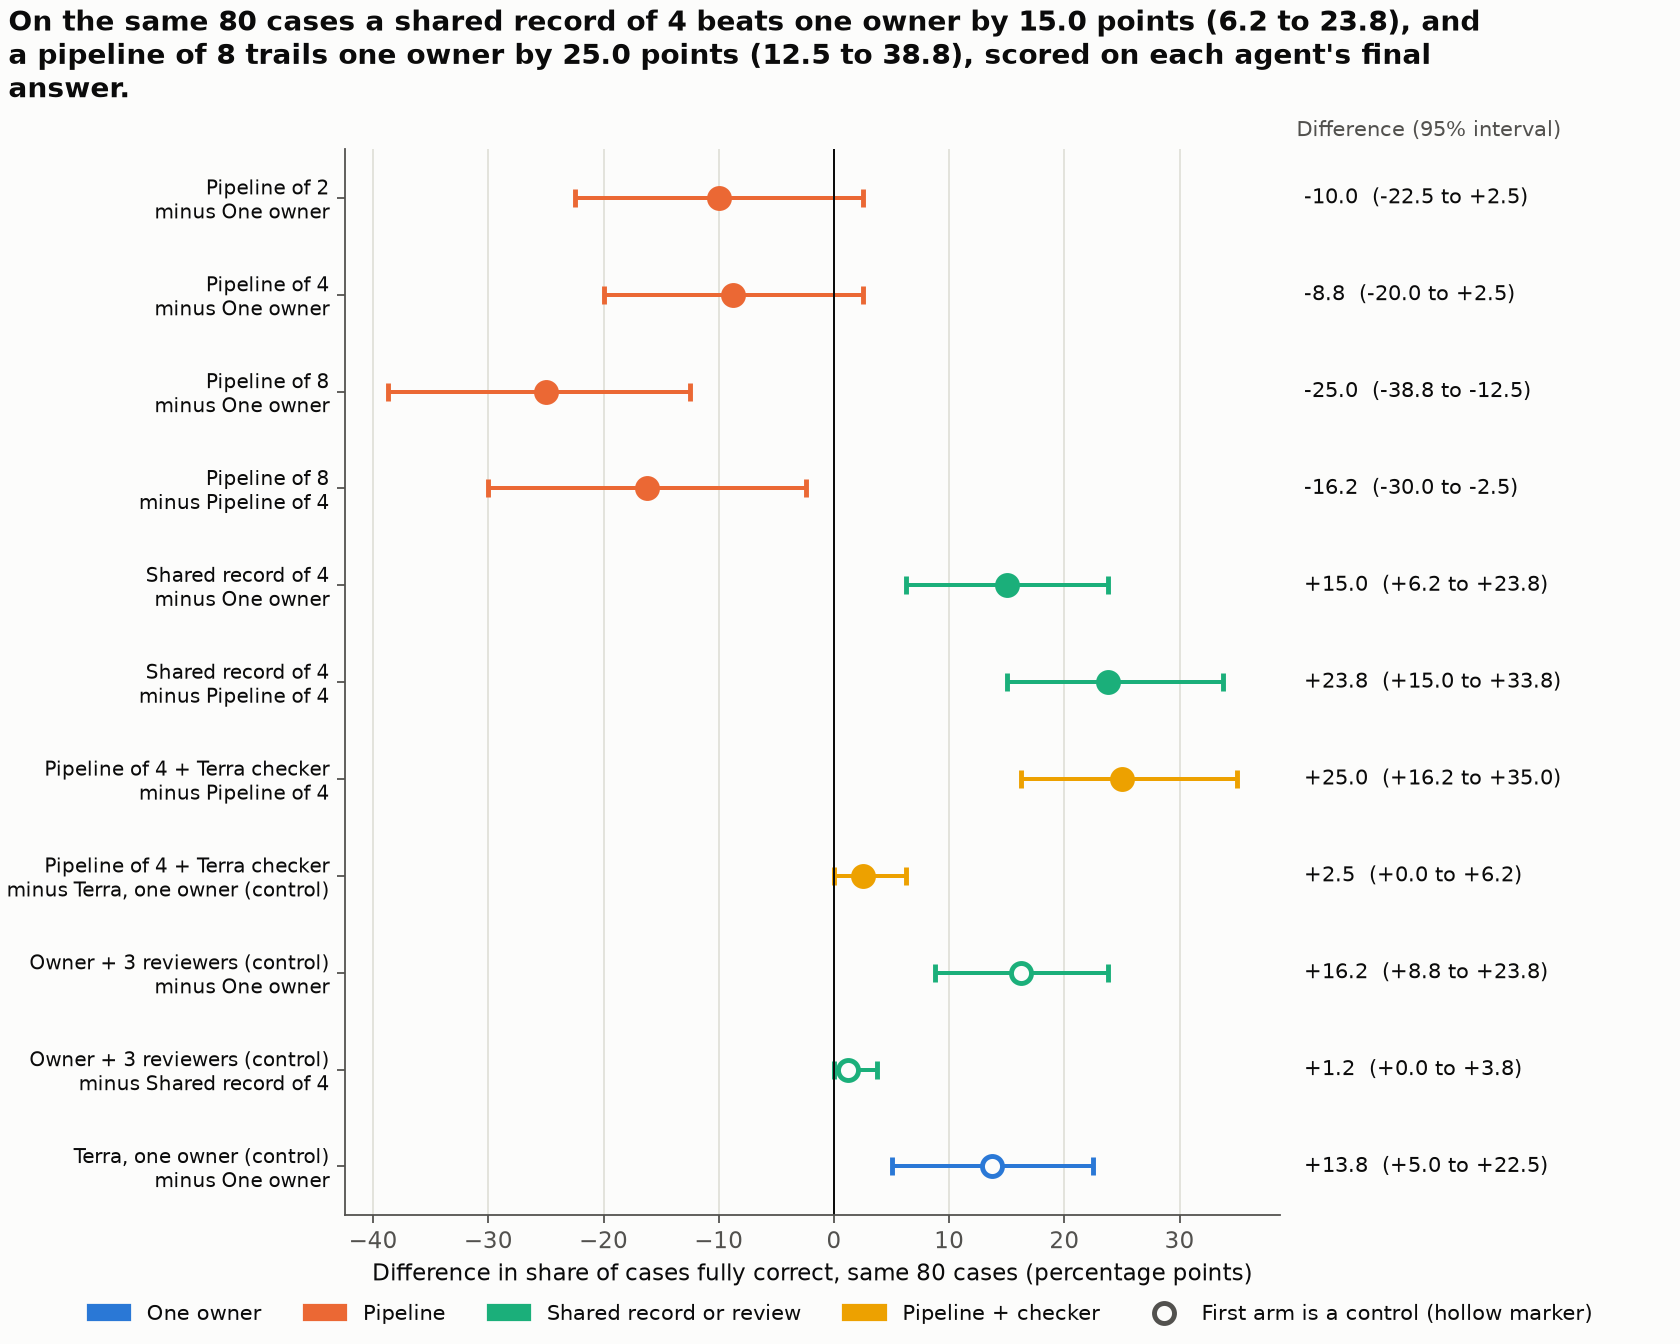 On the same 80 cases a shared record of 4 beats one owner by 15.0 points (6.2 to 23.8), and
a pipeline of 8 trails one owner by 25.0 points (12.5 to 38.8), scored on each agent's final
answer.
Difference (95% interval)
Pipeline of 2
minus One owner
-10.0 (-22.5 to +2.5)
Pipeline of 4
minus One owner
-8.8 (-20.0 to +2.5)
Pipeline of 8
minus One owner
-25.0 (-38.8 to -12.5)
Pipeline of 8
minus Pipeline of 4
-16.2 (-30.0 to -2.5)
Shared record of 4
minus One owner
+15.0 (+6.2 to +23.8)
Shared record of 4
minus Pipeline of 4
+23.8 (+15.0 to +33.8)
Pipeline of 4 + Terra checker
minus Pipeline of 4
+25.0 (+16.2 to +35.0)
Pipeline of 4 + Terra checker
minus Terra, one owner (control)
+2.5 (+0.0 to +6.2)
Owner + 3 reviewers (control)
minus One owner
+16.2 (+8.8 to +23.8)
Owner + 3 reviewers (control)
minus Shared record of 4
+1.2 (+0.0 to +3.8)
Terra, one owner (control)
minus One owner
+13.8 (+5.0 to +22.5)
−40 −30 −20 −10 0 10 20 30
Difference in share of cases fully correct, same 80 cases (percentage points)
One owner Pipeline Shared record or review Pipeline + checker First arm is a control (hollow marker)